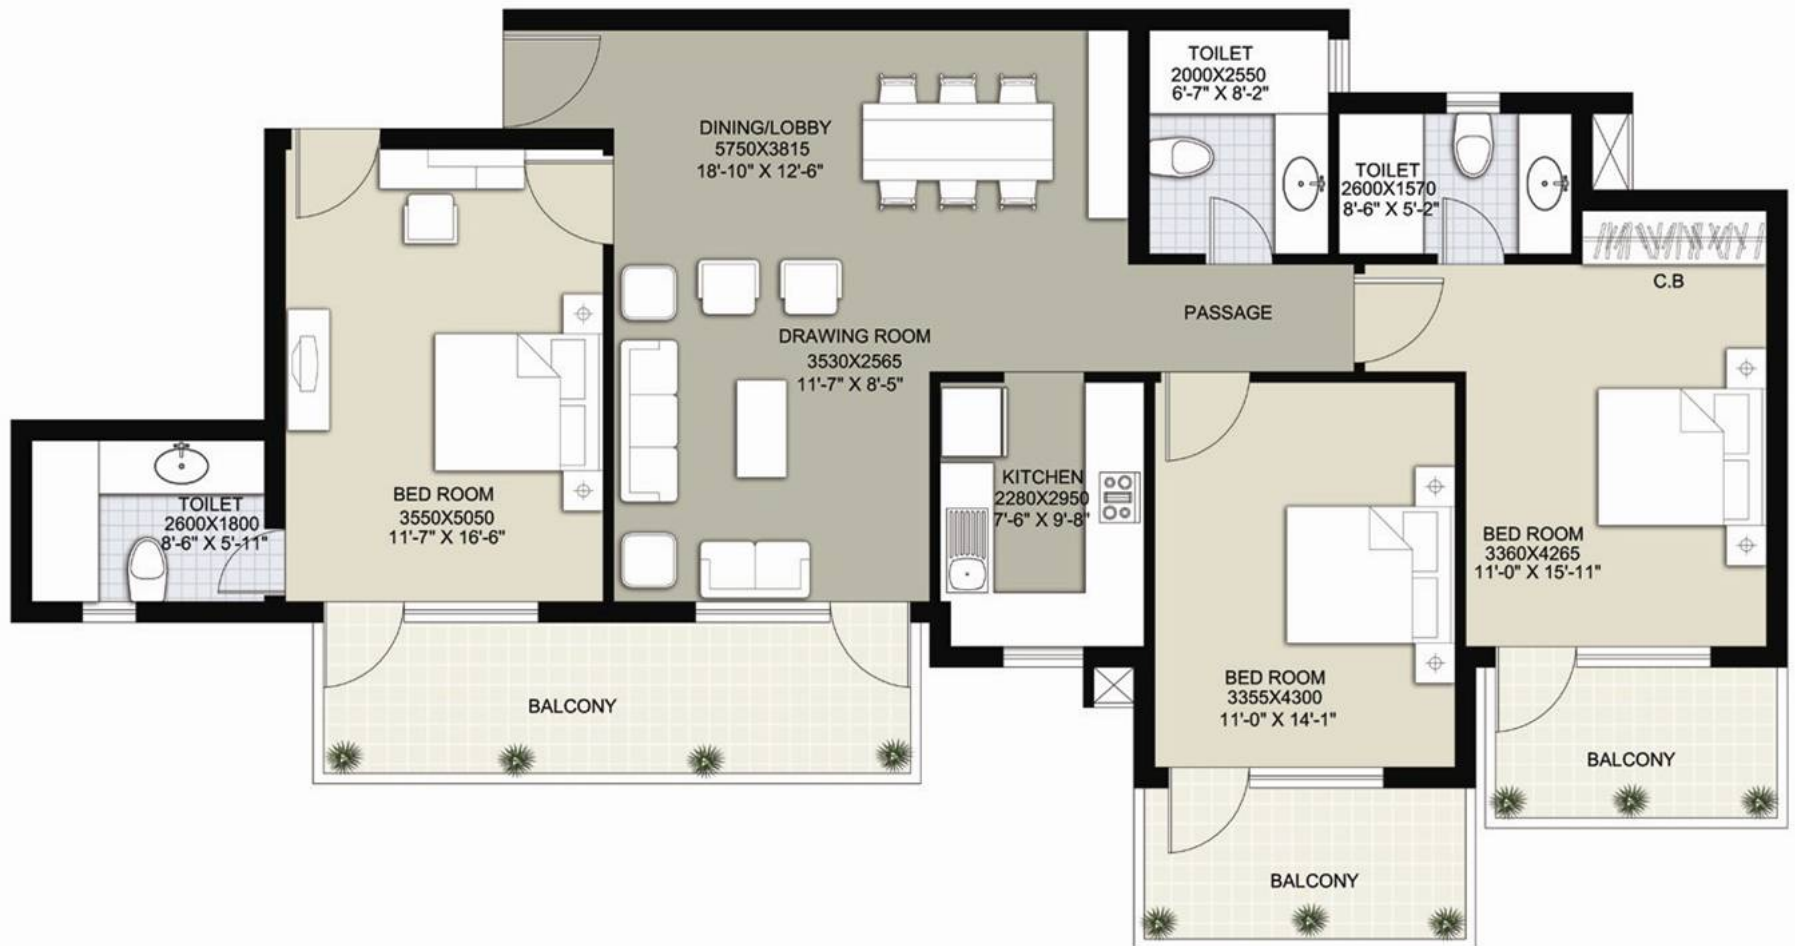 TOILET
2000X2550
6'-7" X 8'-2"
DINING/LOBBY
5750X3815
18'-10" X 12'-6"
TOILET
2600X1570
8'-6" X 5'-2"
C.B
PASSAGE
DRAWING ROOM
3530X2565
11'-7" X 8'-5"
KITCHEN
2280X2950
7'-6" X 9'-8"
BED ROOM
3550X5050
11'-7" X 16'-6"
TOILET
2600X1800
8'-6" X 5'-11"
BED ROOM
3360X4265
11'-0" X 15'-11"
BED ROOM
3355X4300
11'-0" X 14'-1"
BALCONY
BALCONY
BALCONY